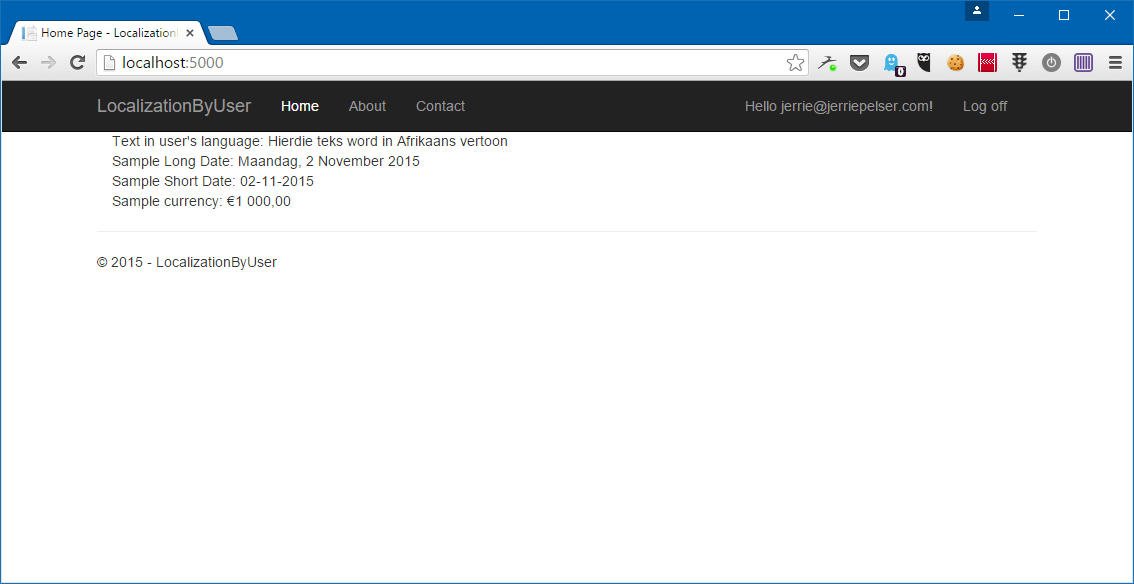 Home Page - Localization
localhost:5000
LocalizationByUser Home About Contact Hello jerrie@jerriepelser.com! Log off
Text in user's language: Hierdie teks word in Afrikaans vertoon
Sample Long Date: Maandag, 2 November 2015
Sample Short Date: 02-11-2015
Sample currency: €1 000,00
© 2015 - LocalizationByUser
0